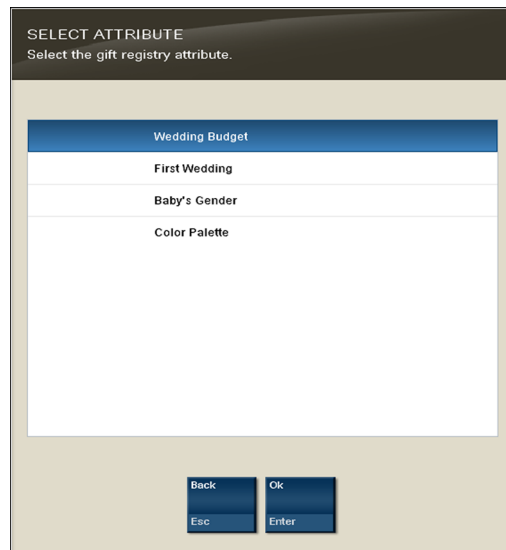 SELECT ATTRIBUTE
Select the gift registry attribute.
Wedding Budget
First Wedding
Baby's Gender
Color Palette
Back
Esc
Ok
Enter